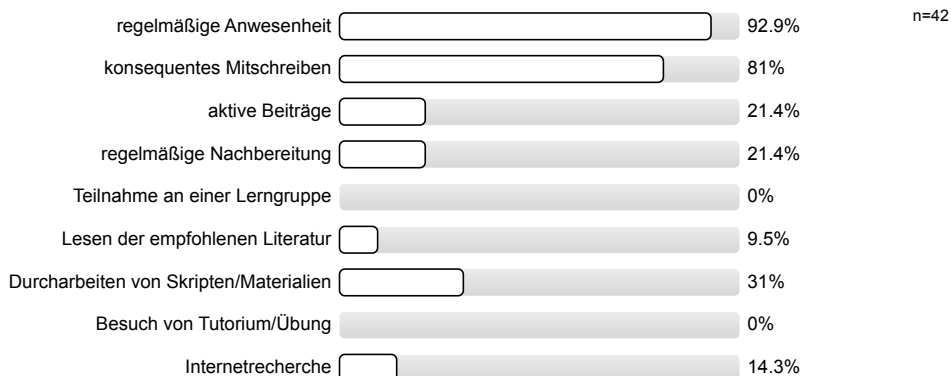 regelmäßige Anwesenheit 92.9% n=42
konsequentes Mitschreiben 81%
aktive Beiträge 21.4%
regelmäßige Nachbereitung 21.4%
Teilnahme an einer Lerngruppe 0%
Lesen der empfohlenen Literatur 9.5%
Durcharbeiten von Skripten/Materialien 31%
Besuch von Tutorium/Übung 0%
Internetrecherche 14.3%